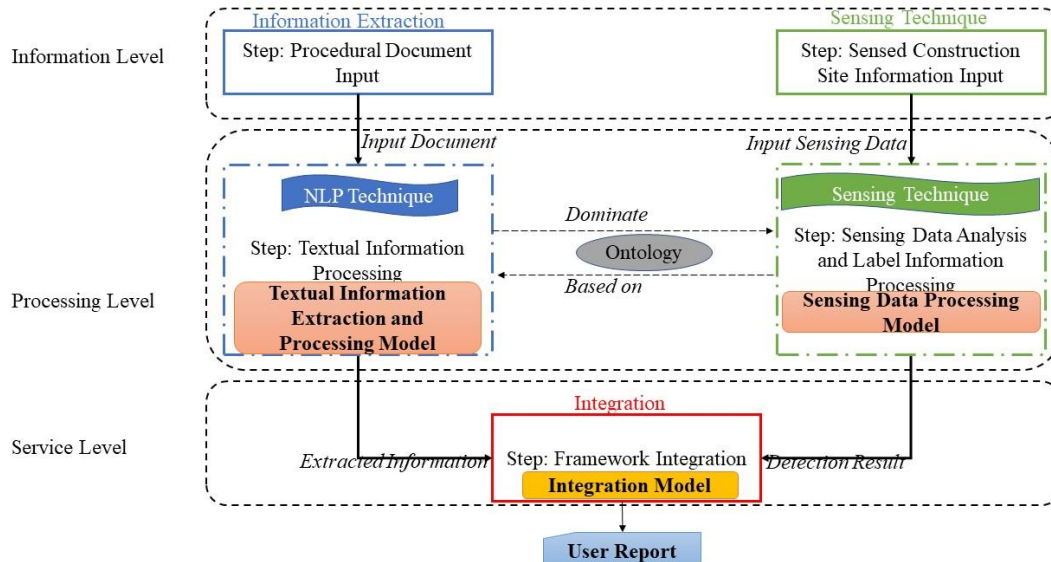 Information Extraction
Sensing Technique
Information Level
Step: Procedural Document
Input
Step: Sensed Construction
Site Information Input
Input Document
Input Sensing Data
NLP Technique
Sensing Technique
Dominate
Step: Textual Information
Processing
Ontology
Step: Sensing Data Analysis
and Label Information
Processing
Based on
Processing Level
Textual Information
Extraction and
Processing Model
Sensing Data Processing
Model
Integration
Service Level
Extracted Information
Step: Framework Integration
Detection Result
Integration Model
User Report